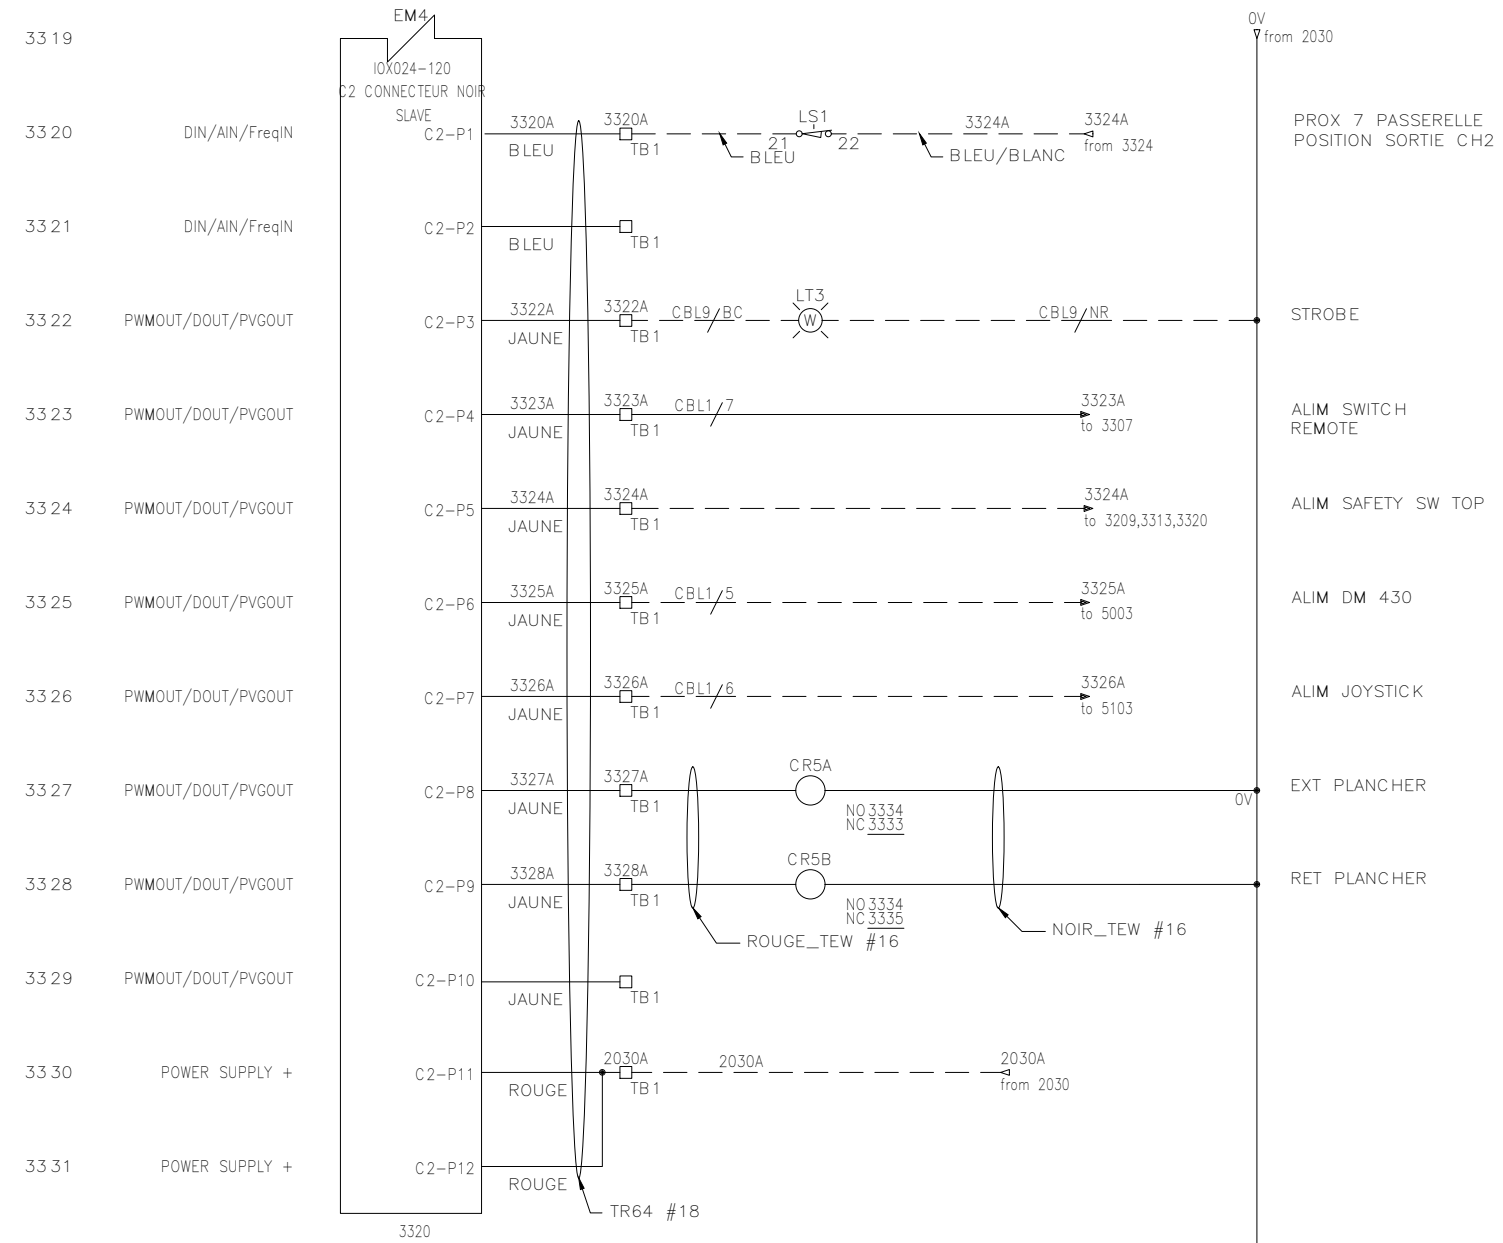 EM4
0V
3319
from 2030
IOX024-120
C2 CONNECTEUR NOIR
SLAVE
3320 DIN/AIN/FreqIN C2-P1 3320A 3320A LS1 3324A 3324A PROX 7 PASSERELLE
BLEU TB1 BLEU 21 22 BLEU/BLANC from 3324 POSITION SORTIE CH2
3321 DIN/AIN/FreqIN C2-P2
BLEU TB1
3322 PWMOUT/DOUT/PVGOUT C2-P3 3322A 3322A CBL9/BC LT3 W CBL9/NR STROBE
JAUNE TB1
3323 PWMOUT/DOUT/PVGOUT C2-P4 3323A 3323A CBL1/7 3323A ALIM SWITCH
JAUNE TB1 to 3307 REMOTE
3324 PWMOUT/DOUT/PVGOUT C2-P5 3324A 3324A 3324A ALIM SAFETY SW TOP
JAUNE TB1 to 3209,3313,3320
3325 PWMOUT/DOUT/PVGOUT C2-P6 3325A 3325A CBL1/5 3325A ALIM DM 430
JAUNE TB1 to 5003
3326 PWMOUT/DOUT/PVGOUT C2-P7 3326A 3326A CBL1/6 3326A ALIM JOYSTICK
JAUNE TB1 to 5103
3327 PWMOUT/DOUT/PVGOUT C2-P8 3327A 3327A CR5A EXT PLANCHER
JAUNE TB1 0V
NO 3334
NC 3333
3328 PWMOUT/DOUT/PVGOUT C2-P9 3328A 3328A CR5B RET PLANCHER
JAUNE TB1
NO 3334
NC 3335
ROUGE_TEW #16 NOIR_TEW #16
3329 PWMOUT/DOUT/PVGOUT C2-P10
JAUNE TB1
3330 POWER SUPPLY + C2-P11 2030A 2030A 2030A
ROUGE TB1 from 2030
3331 POWER SUPPLY + C2-P12
ROUGE
TR64 #18
3320